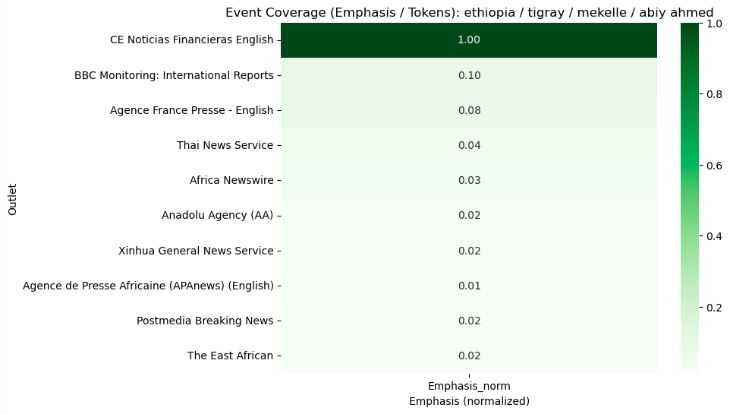 Event Coverage (Emphasis / Tokens): ethiopia / tigray / mekelle / abiy ahmed
CE Noticias Financieras English 1.00
BBC Monitoring: International Reports 0.10
Agence France Presse - English 0.08
Thai News Service 0.04
Africa Newswire 0.03
Anadolu Agency (AA) 0.02
Xinhua General News Service 0.02
Agence de Presse Africaine (APAnews) (English) 0.01
Postmedia Breaking News 0.02
The East African 0.02
Outlet
Emphasis_norm
Emphasis (normalized)
1.0
0.8
0.6
0.4
0.2